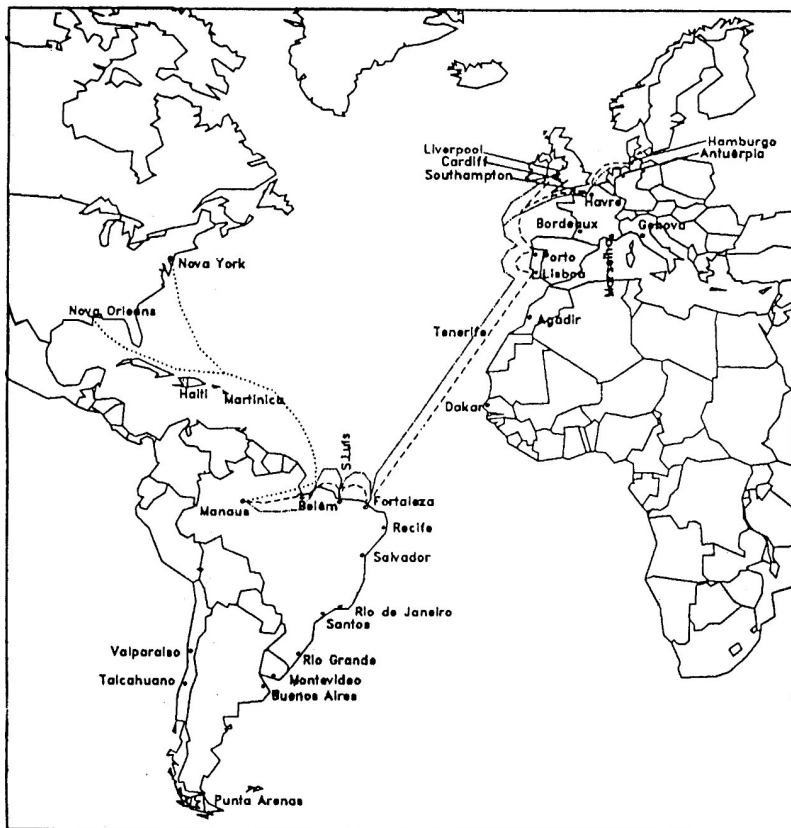 Liverpool
Cardiff
Southampton
Hamburgo
Antuérpia
Havre
Bordeaux
Genova
Marselha
Porto
Lisboa
Nova York
Nova Orleans
Tenerife
Agadir
Haiti
Martinica
Dakar
S.Luis
Manaus
Belém
Fortaleza
Recife
Salvador
Rio de Janeiro
Santos
Valparaiso
Rio Grande
Talcahuano
Montevideo
Buenos Aires
Punta Arenas